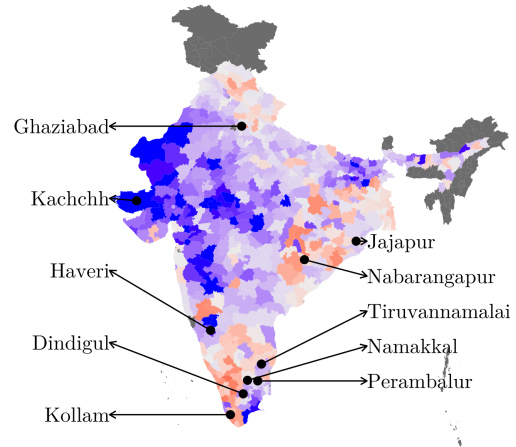 Ghaziabad
Kachchh
Jajapur
Haveri
Nabarangapur
Tiruvannamalai
Dindigul
Namakkal
Perambalur
Kollam